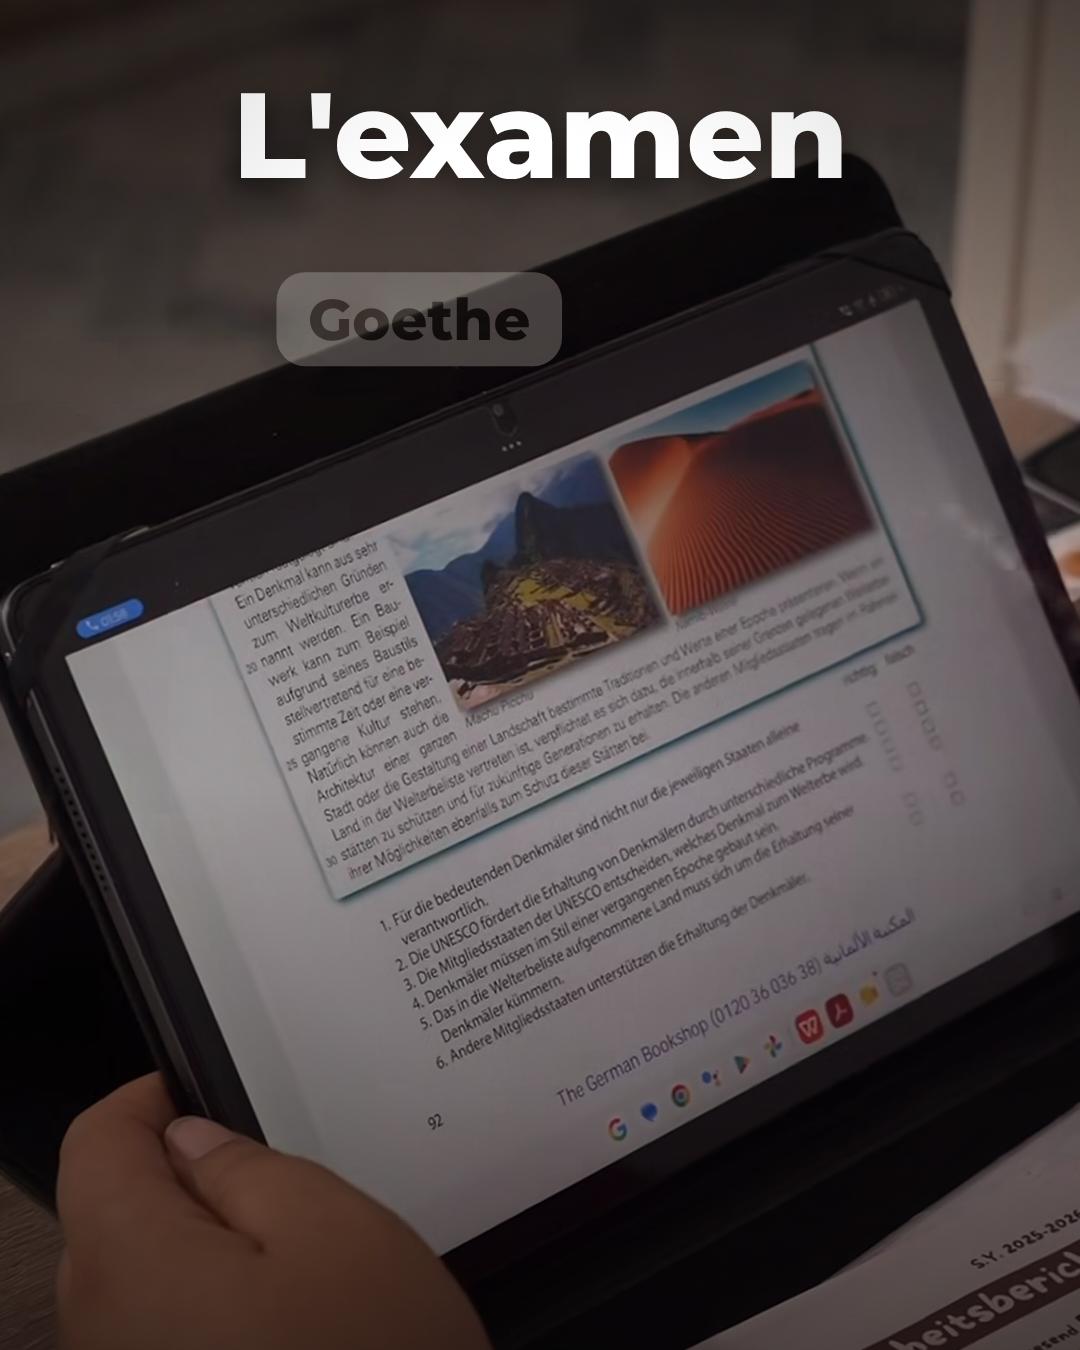 L'examen
Goethe
01:58
Ein Denkmal kann aus sehr
unterschiedlichen Gründen
zum Weltkulturerbe er-
20 nannt werden. Ein Bau-
werk kann zum Beispiel
aufgrund seines Baustils
stellvertretend für eine be-
stimmte Zeit oder eine ver-
25 gangene Kultur stehen.
Natürlich können auch die
Architektur einer ganzen
Machu Picchu
Stadt oder die Gestaltung einer Landschaft bestimmte Traditionen und Werte einer Epoche präsentieren. Wenn ein
Land in der Welterbeliste vertreten ist, verpflichtet es sich dazu, die innerhalb seiner Grenzen gelegenen Welterbe-
30 stätten zu schützen und für zukünftige Generationen zu erhalten. Die anderen Mitgliedsstaaten tragen im Rahmen
ihrer Möglichkeiten ebenfalls zum Schutz dieser Stätten bei.
richtig falsch
1. Für die bedeutenden Denkmäler sind nicht nur die jeweiligen Staaten alleine
verantwortlich.
2. Die UNESCO fördert die Erhaltung von Denkmälern durch unterschiedliche Programme.
3. Die Mitgliedsstaaten der UNESCO entscheiden, welches Denkmal zum Welterbe wird.
4. Denkmäler müssen im Stil einer vergangenen Epoche gebaut sein.
5. Das in die Welterbeliste aufgenommene Land muss sich um die Erhaltung seiner
Denkmäler kümmern.
6. Andere Mitgliedsstaaten unterstützen die Erhaltung der Denkmäler.
92
The German Bookshop (0120 36 036 38) المكتبة الألمانية
S.Y. 2025-2026